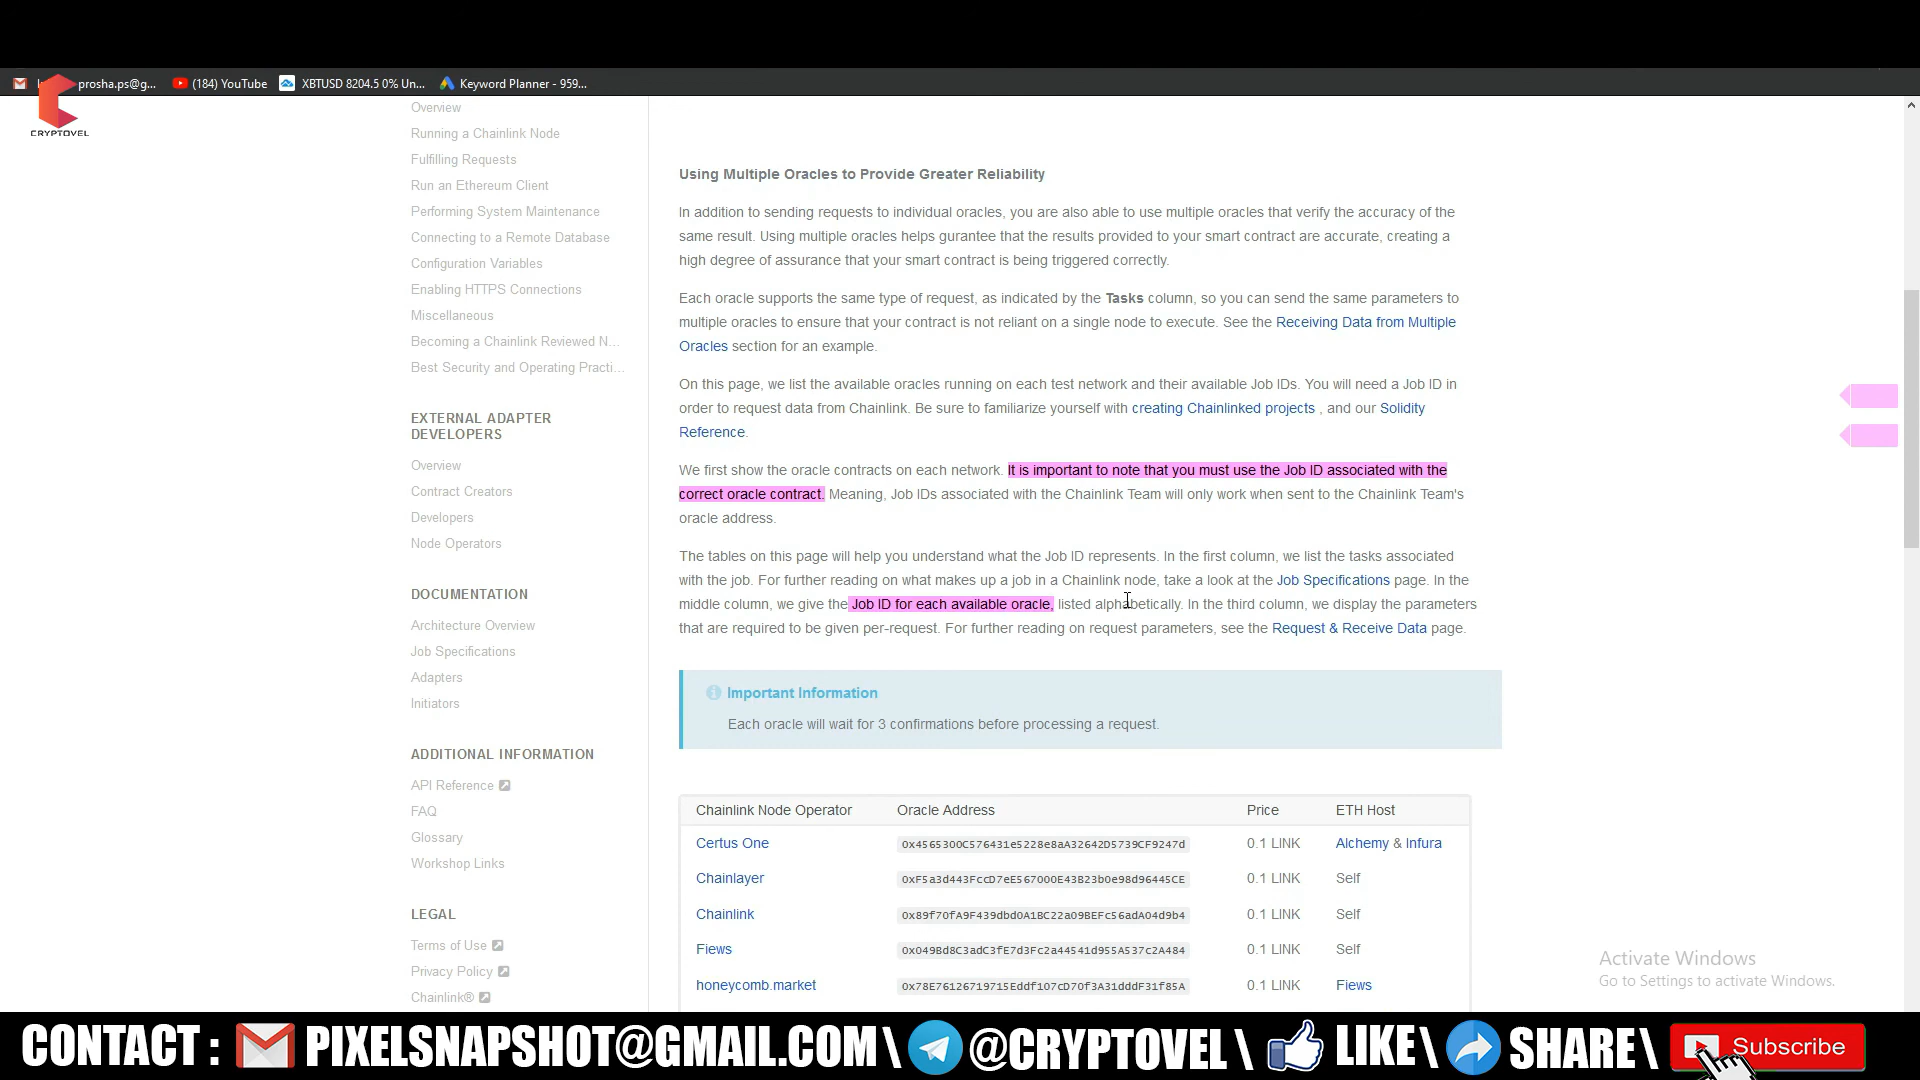 prosha.ps@g...
(184) YouTube
XBTUSD 8204.5 0% Un...
Keyword Planner - 959...
CRYPTOVEL
Overview
Running a Chainlink Node
Fulfilling Requests
Run an Ethereum Client
Performing System Maintenance
Connecting to a Remote Database
Configuration Variables
Enabling HTTPS Connections
Miscellaneous
Becoming a Chainlink Reviewed N...
Best Security and Operating Practi...
EXTERNAL ADAPTER
DEVELOPERS
Overview
Contract Creators
Developers
Node Operators
DOCUMENTATION
Architecture Overview
Job Specifications
Adapters
Initiators
ADDITIONAL INFORMATION
API Reference
FAQ
Glossary
Workshop Links
LEGAL
Terms of Use
Privacy Policy
Chainlink®
Using Multiple Oracles to Provide Greater Reliability
In addition to sending requests to individual oracles, you are also able to use multiple oracles that verify the accuracy of the
same result. Using multiple oracles helps gurantee that the results provided to your smart contract are accurate, creating a
high degree of assurance that your smart contract is being triggered correctly.
Each oracle supports the same type of request, as indicated by the Tasks column, so you can send the same parameters to
multiple oracles to ensure that your contract is not reliant on a single node to execute. See the Receiving Data from Multiple
Oracles section for an example.
On this page, we list the available oracles running on each test network and their available Job IDs. You will need a Job ID in
order to request data from Chainlink. Be sure to familiarize yourself with creating Chainlinked projects , and our Solidity
Reference.
We first show the oracle contracts on each network. It is important to note that you must use the Job ID associated with the
correct oracle contract. Meaning, Job IDs associated with the Chainlink Team will only work when sent to the Chainlink Team's
oracle address.
The tables on this page will help you understand what the Job ID represents. In the first column, we list the tasks associated
with the job. For further reading on what makes up a job in a Chainlink node, take a look at the Job Specifications page. In the
middle column, we give the Job ID for each available oracle, listed alphabetically. In the third column, we display the parameters
that are required to be given per-request. For further reading on request parameters, see the Request & Receive Data page.
Important Information
Each oracle will wait for 3 confirmations before processing a request.
Chainlink Node Operator Oracle Address Price ETH Host
Certus One 0x4565300C576431e5228e8aA32642D5739CF9247d 0.1 LINK Alchemy & Infura
Chainlayer 0xF5a3d443FccD7eE567000E43B23b0e98d96445CE 0.1 LINK Self
Chainlink 0x89f70fA9F439dbd0A1BC22a09BEFc56adA04d9b4 0.1 LINK Self
Fiews 0x049Bd8C3adC3fE7d3Fc2a44541d955A537c2A484 0.1 LINK Self
honeycomb.market 0x78E76126719715Eddf107cD70f3A31dddF31f85A 0.1 LINK Fiews
Activate Windows
Go to Settings to activate Windows.
CONTACT : PIXELSNAPSHOT@GMAIL.COM \ @CRYPTOVEL \ LIKE\ SHARE\ Subscribe